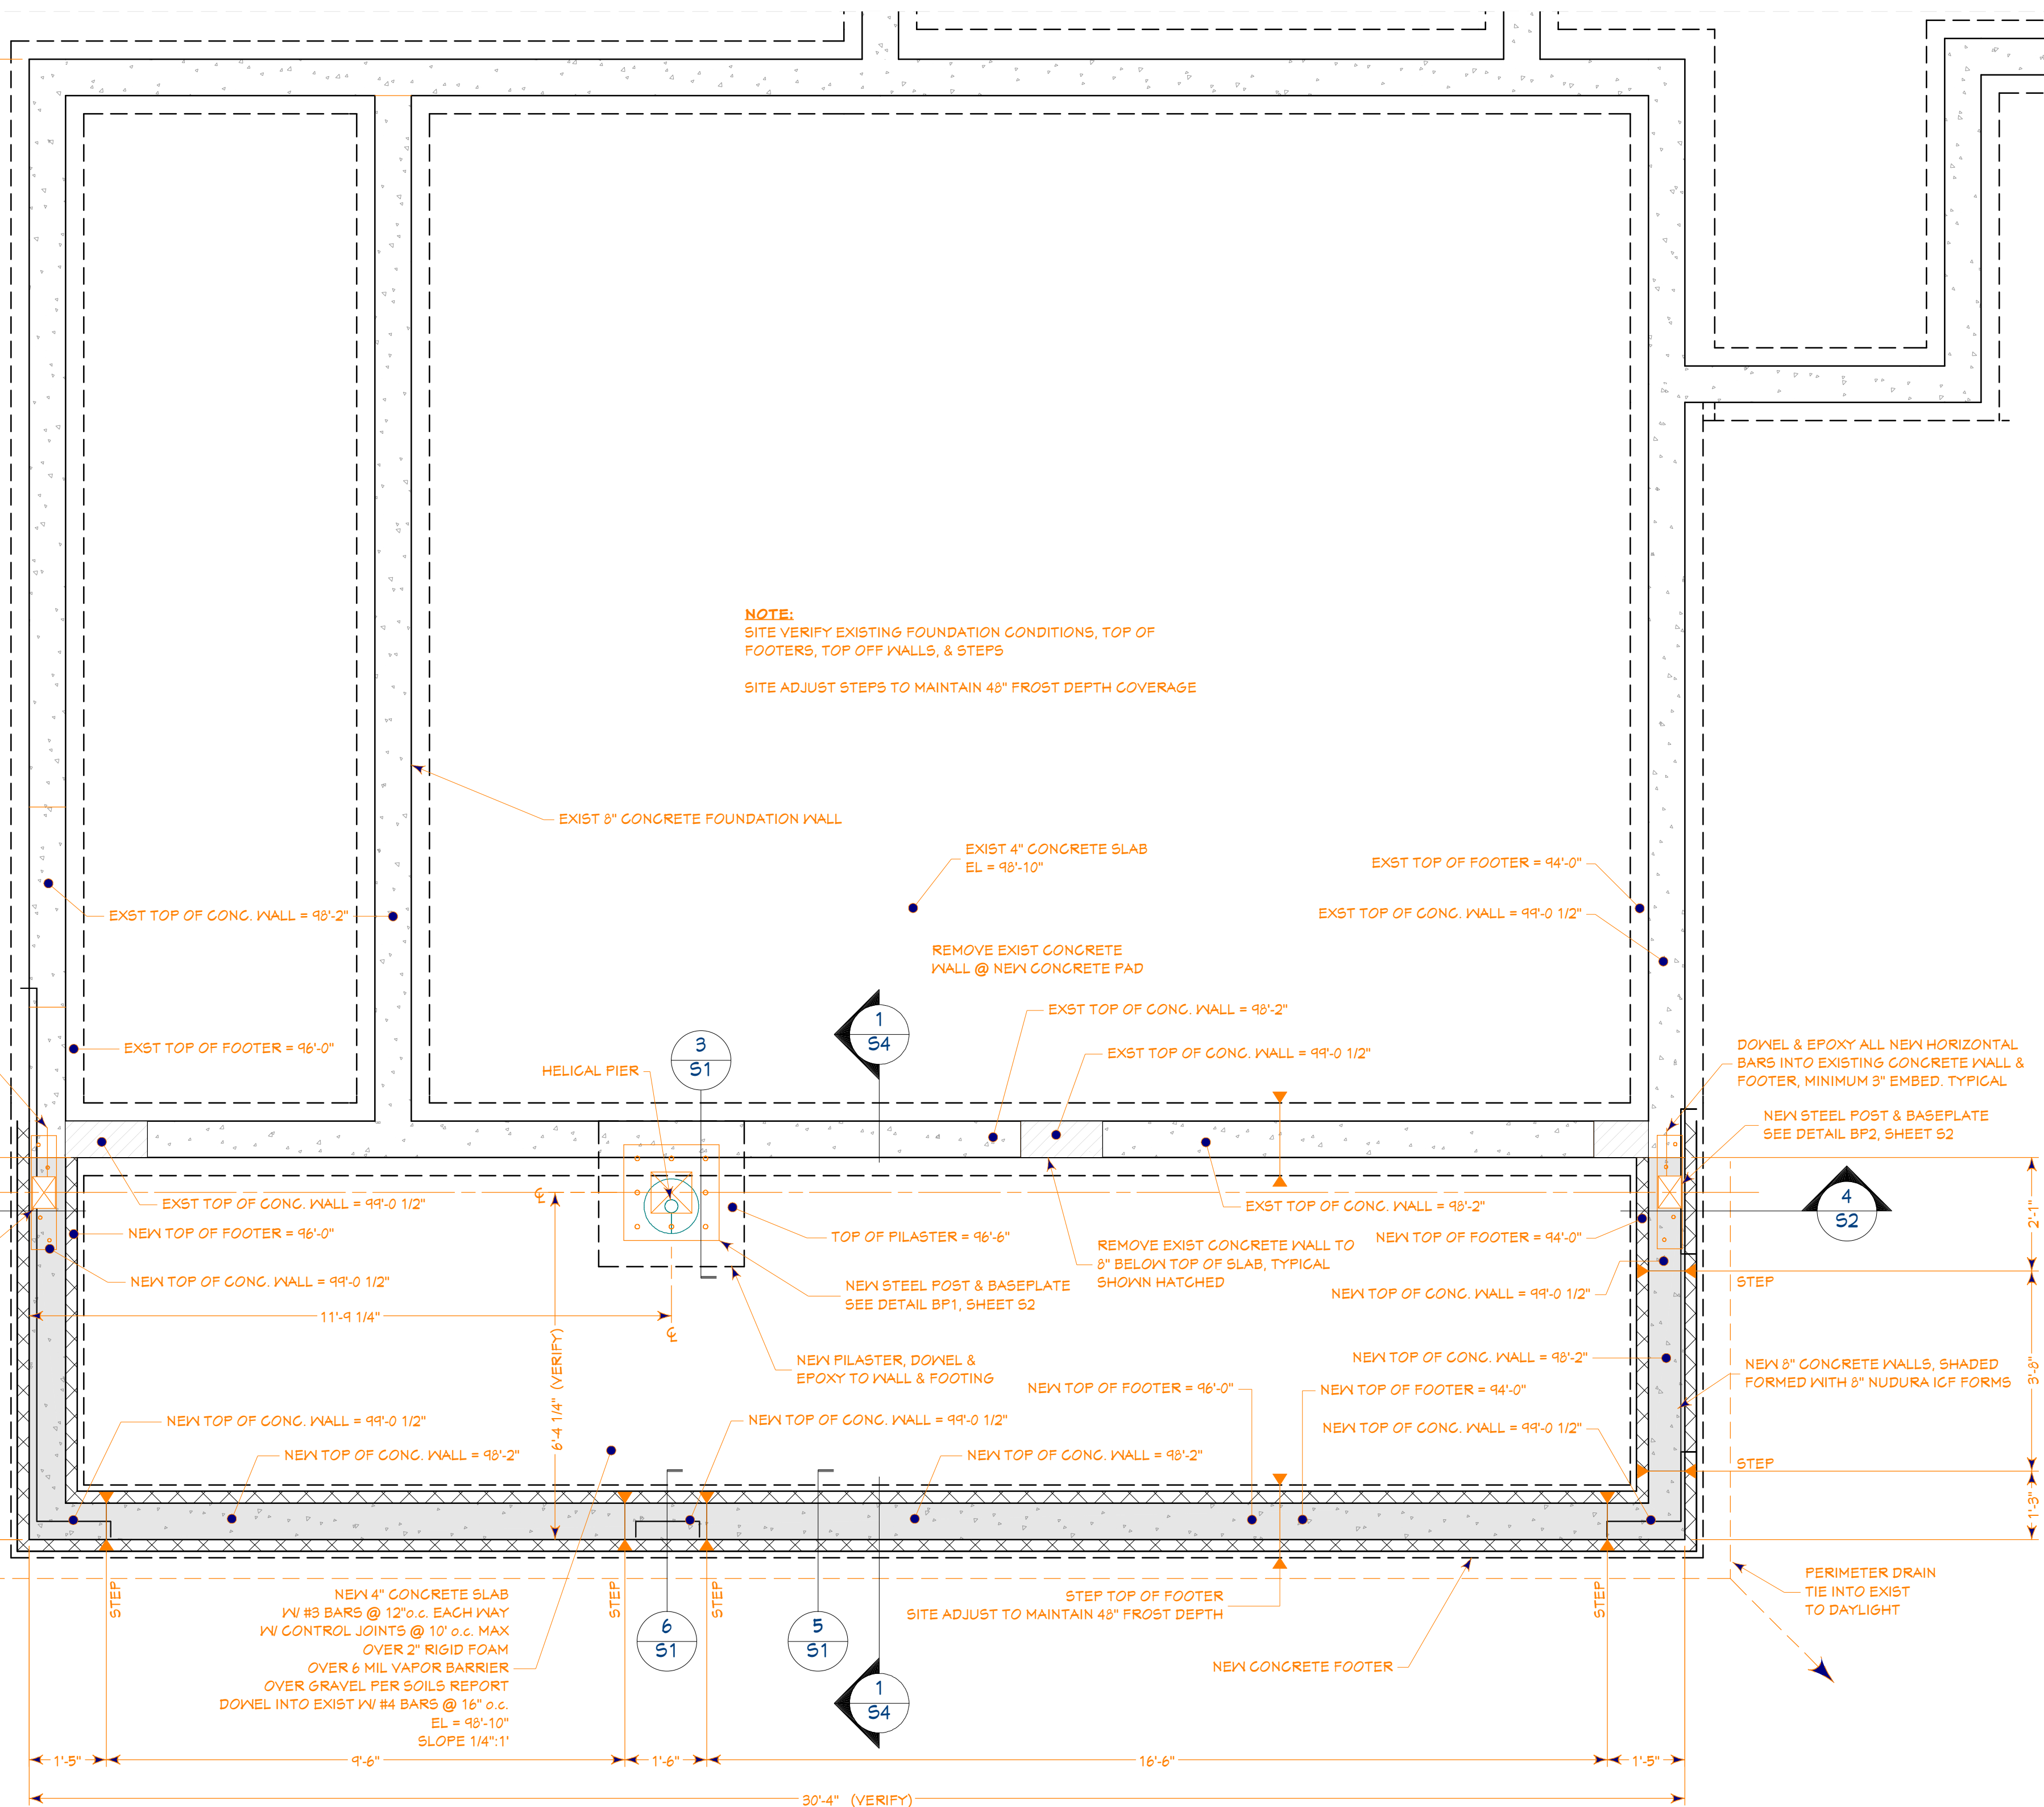 NOTE:
SITE VERIFY EXISTING FOUNDATION CONDITIONS, TOP OF
FOOTERS, TOP OFF WALLS, & STEPS
SITE ADJUST STEPS TO MAINTAIN 48" FROST DEPTH COVERAGE
EXIST 8" CONCRETE FOUNDATION WALL
EXIST 4" CONCRETE SLAB
EL = 98'-10"
EXST TOP OF FOOTER = 94'-0"
EXST TOP OF CONC. WALL = 99'-0 1/2"
EXST TOP OF CONC. WALL = 98'-2"
REMOVE EXIST CONCRETE
WALL @ NEW CONCRETE PAD
EXST TOP OF CONC. WALL = 98'-2"
EXST TOP OF CONC. WALL = 99'-0 1/2"
1
S4
3
S1
EXST TOP OF FOOTER = 96'-0"
HELICAL PIER
DOWEL & EPOXY ALL NEW HORIZONTAL
BARS INTO EXISTING CONCRETE WALL &
FOOTER, MINIMUM 3" EMBED. TYPICAL
NEW STEEL POST & BASEPLATE
SEE DETAIL BP2, SHEET S2
4
S2
EXST TOP OF CONC. WALL = 99'-0 1/2"
NEW TOP OF FOOTER = 96'-0"
NEW TOP OF CONC. WALL = 99'-0 1/2"
℄
TOP OF PILASTER = 96'-6"
NEW STEEL POST & BASEPLATE
SEE DETAIL BP1, SHEET S2
EXST TOP OF CONC. WALL = 98'-2"
REMOVE EXIST CONCRETE WALL TO
8" BELOW TOP OF SLAB, TYPICAL
SHOWN HATCHED
NEW TOP OF FOOTER = 94'-0"
NEW TOP OF CONC. WALL = 99'-0 1/2"
2'-1"
STEP
11'-9 1/4"
℄
6'-4 1/4" (VERIFY)
NEW PILASTER, DOWEL &
EPOXY TO WALL & FOOTING
NEW TOP OF CONC. WALL = 98'-2"
NEW TOP OF FOOTER = 96'-0"
NEW TOP OF FOOTER = 94'-0"
NEW 8" CONCRETE WALLS, SHADED
FORMED WITH 8" NUDURA ICF FORMS
3'-8"
NEW TOP OF CONC. WALL = 99'-0 1/2"
NEW TOP OF CONC. WALL = 99'-0 1/2"
NEW TOP OF CONC. WALL = 99'-0 1/2"
NEW TOP OF CONC. WALL = 98'-2"
NEW TOP OF CONC. WALL = 98'-2"
STEP
1'-3"
STEP
STEP
STEP
STEP
NEW 4" CONCRETE SLAB
W/ #3 BARS @ 12"o.c. EACH WAY
W/ CONTROL JOINTS @ 10' o.c. MAX
OVER 2" RIGID FOAM
OVER 6 MIL VAPOR BARRIER
OVER GRAVEL PER SOILS REPORT
DOWEL INTO EXIST W/ #4 BARS @ 16" o.c.
EL = 98'-10"
SLOPE 1/4":1'
6
S1
5
S1
STEP TOP OF FOOTER
SITE ADJUST TO MAINTAIN 48" FROST DEPTH
NEW CONCRETE FOOTER
PERIMETER DRAIN
TIE INTO EXIST
TO DAYLIGHT
1
S4
1'-5"
9'-6"
1'-6"
16'-6"
1'-5"
30'-4" (VERIFY)